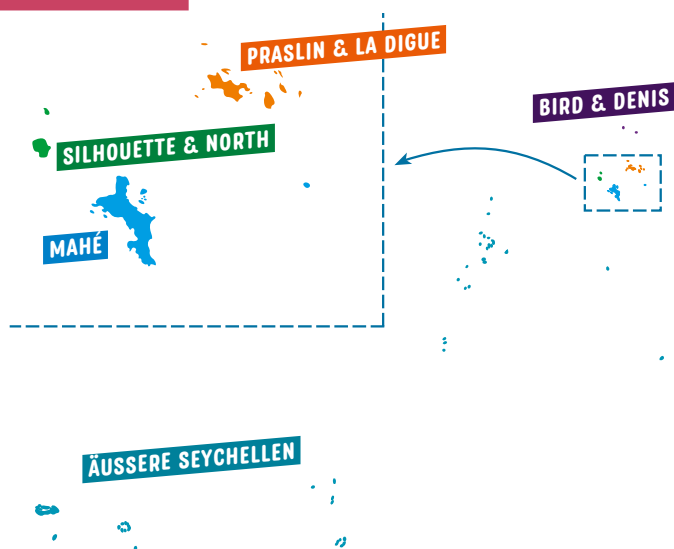 PRASLIN & LA DIGUE
BIRD & DENIS
SILHOUETTE & NORTH
MAHÉ
ÄUSSERE SEYCHELLEN